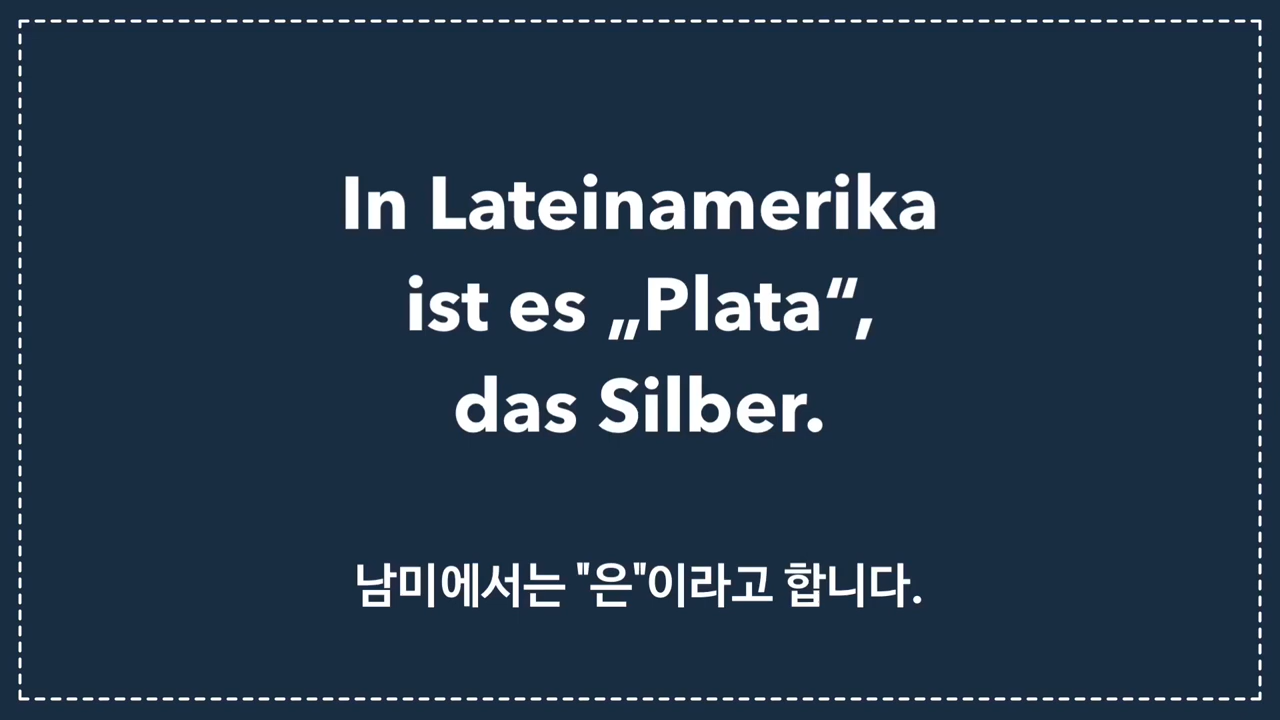 In Lateinamerika
ist es „Plata“,
das Silber.
남미에서는 "은"이라고 합니다.